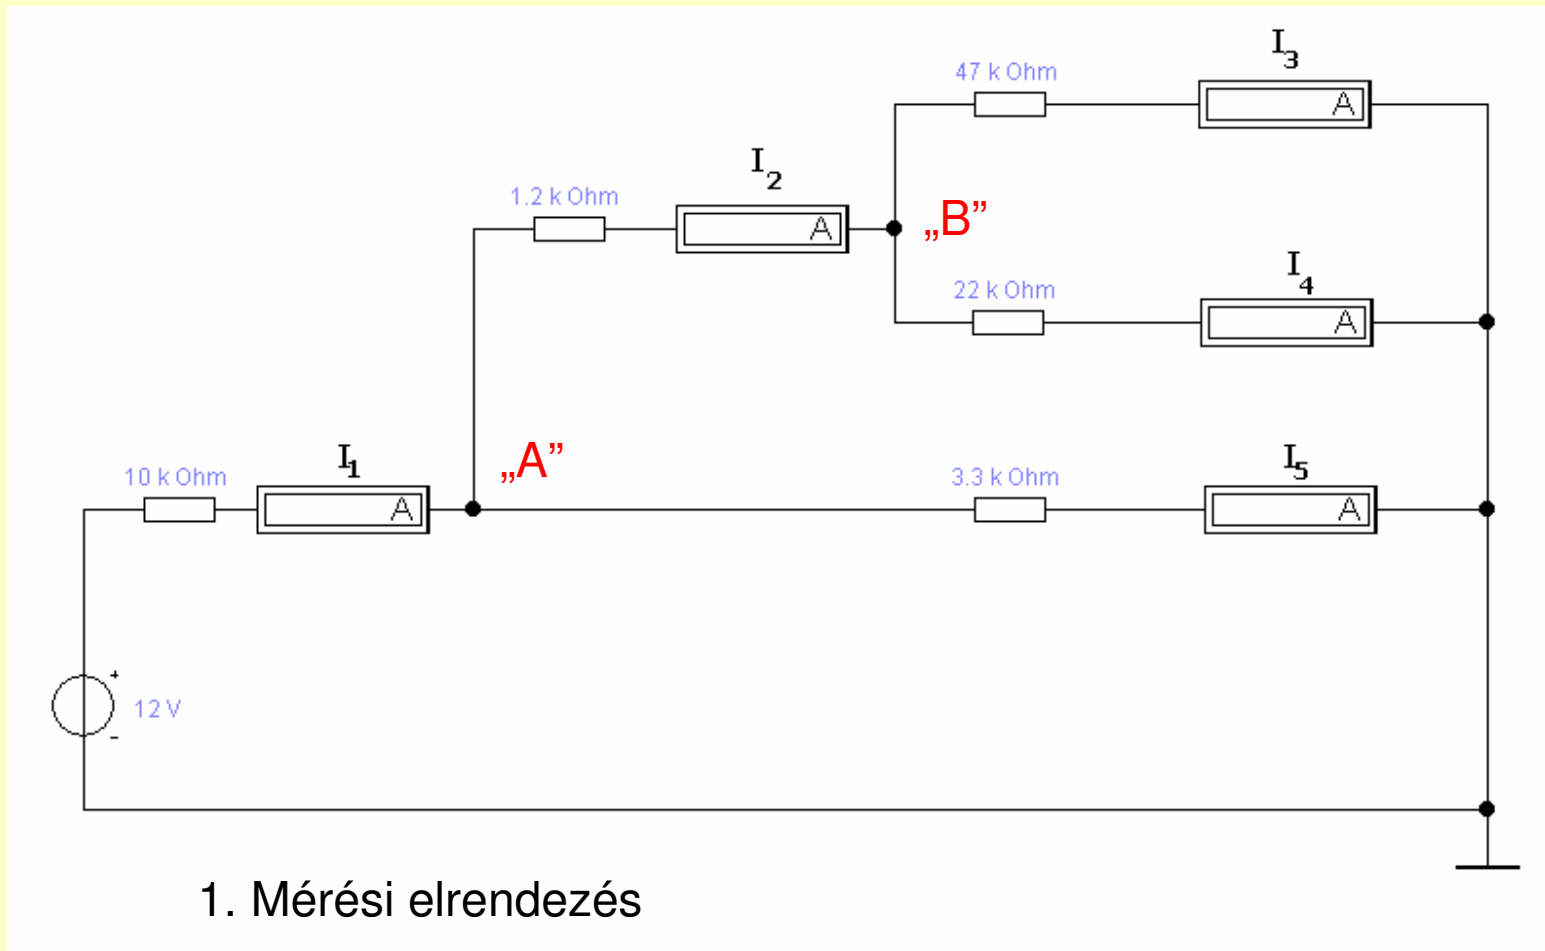 I3
47 k Ohm
A
I2
1.2 k Ohm
A
„B”
I4
22 k Ohm
A
„A”
I1
10 k Ohm
A
I5
3.3 k Ohm
A
+
12 V
-
1. Mérési elrendezés